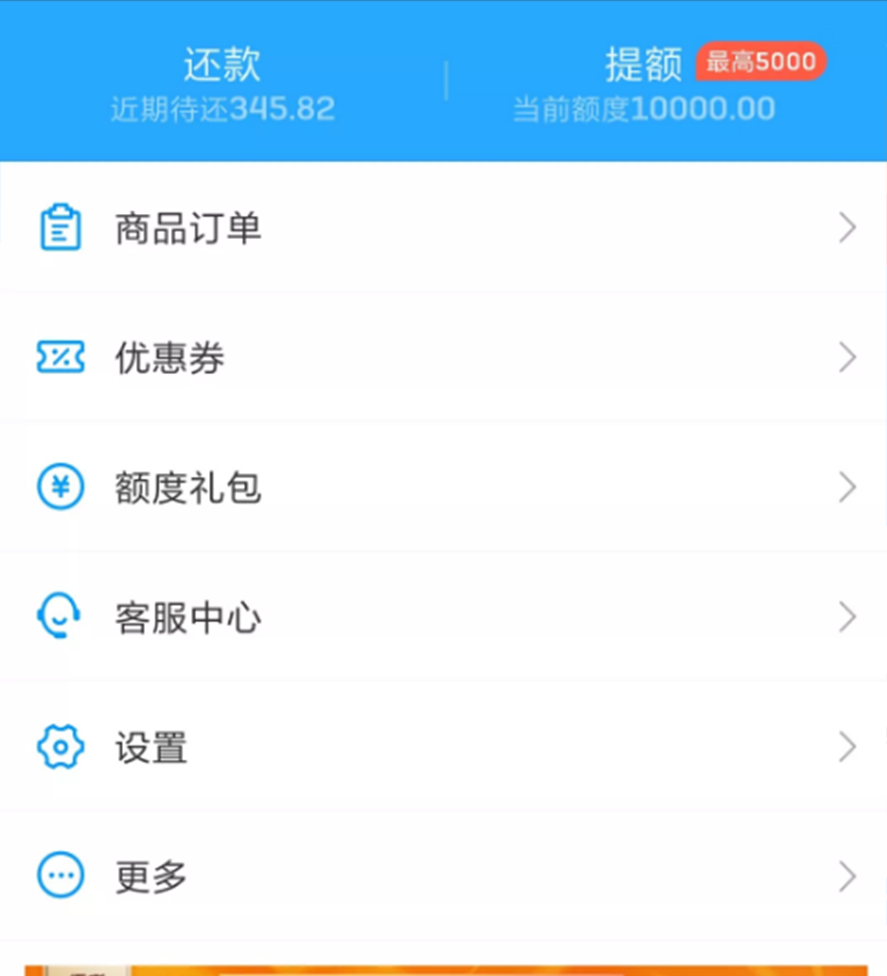 还款
提额 最高5000
近期待还345.82
当前额度10000.00
商品订单
优惠券
额度礼包
客服中心
设置
更多